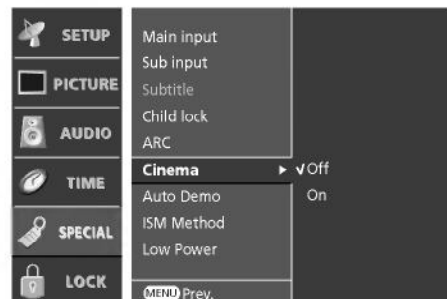 SETUP
PICTURE
AUDIO
TIME
SPECIAL
LOCK
Main input
Sub input
Subtitle
Child lock
ARC
Cinema
Auto Demo
ISM Method
Low Power
MENU Prev.
Off
On